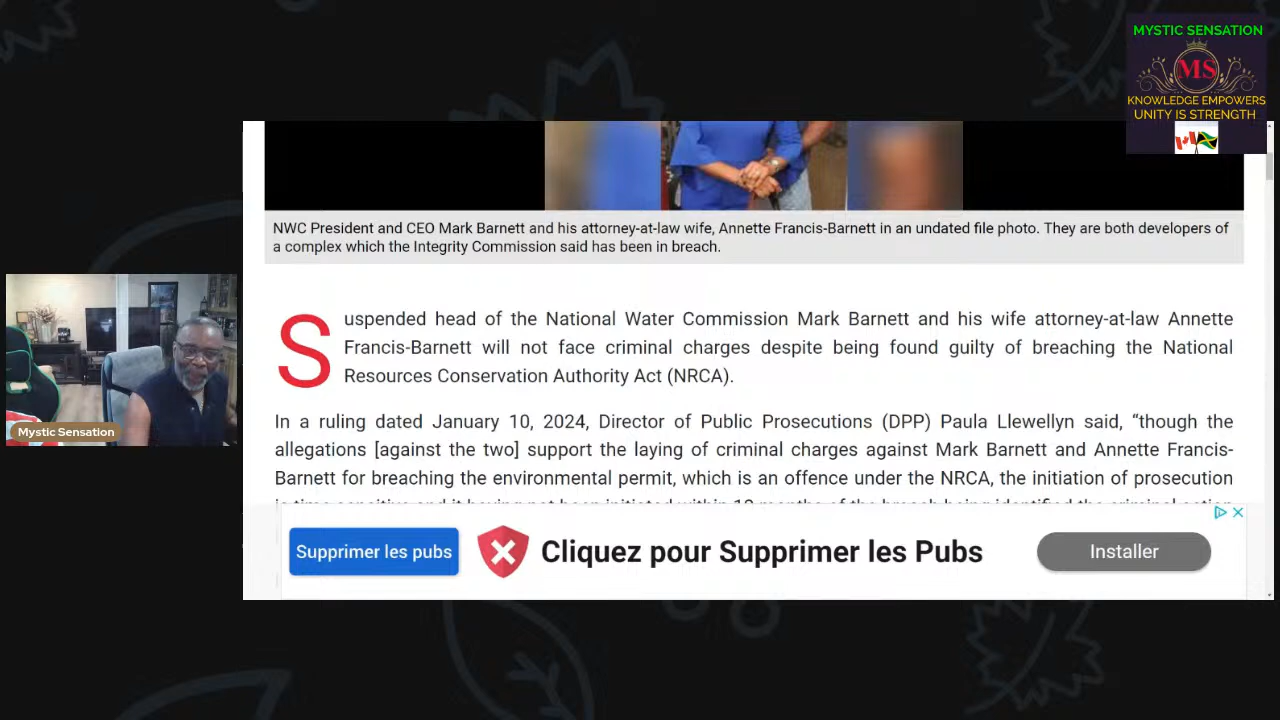 MYSTIC SENSATION
MS
KNOWLEDGE EMPOWERS
UNITY IS STRENGTH
NWC President and CEO Mark Barnett and his attorney-at-law wife, Annette Francis-Barnett in an undated file photo. They are both developers of
a complex which the Integrity Commission said has been in breach.
Suspended head of the National Water Commission Mark Barnett and his wife attorney-at-law Annette
Francis-Barnett will not face criminal charges despite being found guilty of breaching the National
Resources Conservation Authority Act (NRCA).
In a ruling dated January 10, 2024, Director of Public Prosecutions (DPP) Paula Llewellyn said, “though the
allegations [against the two] support the laying of criminal charges against Mark Barnett and Annette Francis-
Barnett for breaching the environmental permit, which is an offence under the NRCA, the initiation of prosecution
Mystic Sensation
Supprimer les pubs
Cliquez pour Supprimer les Pubs
Installer